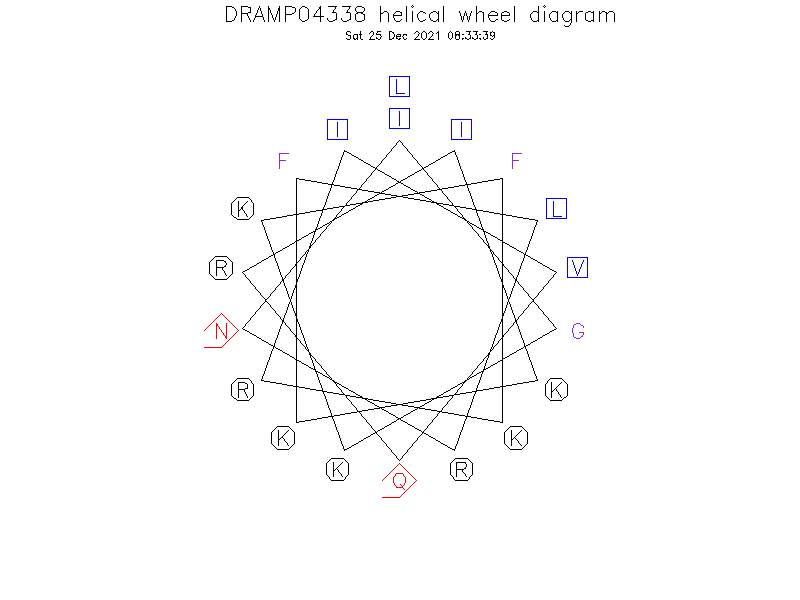 DRAMP04338 helical wheel diagram
Sat 25 Dec 2021 08:33:39
L
I I I
F F
K L
R V
N G
R K
K K
K R
Q